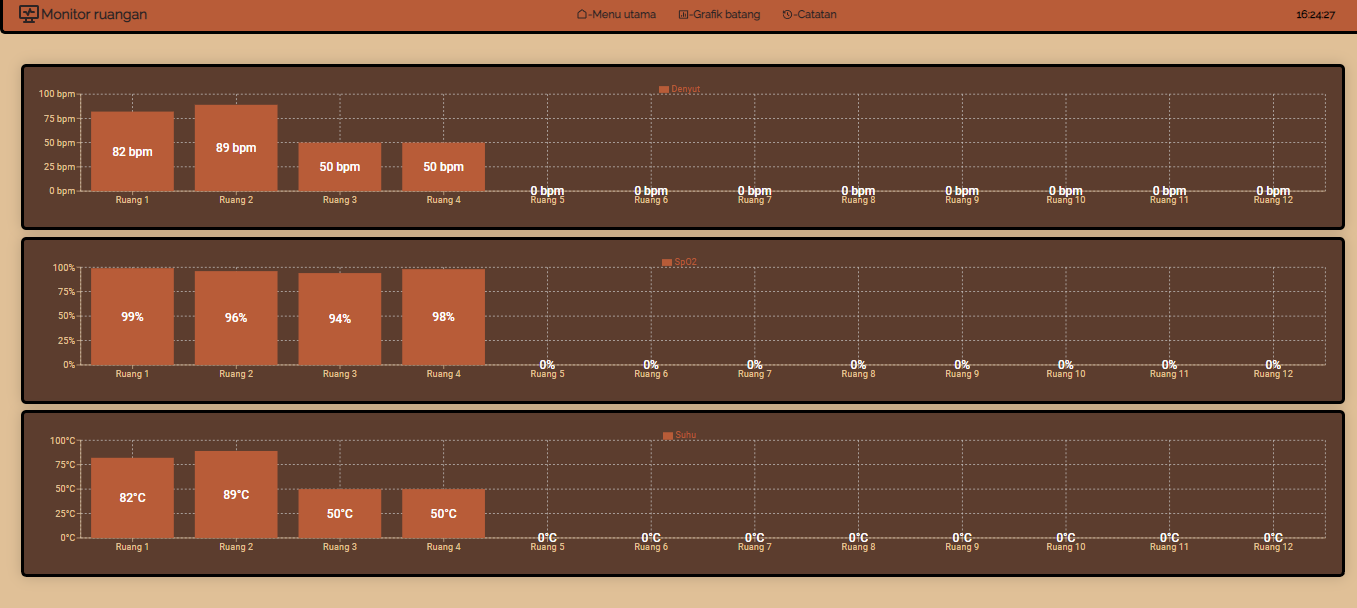 Monitor ruangan
-Menu utama -Grafik batang -Catatan
16:24:27
Denyut
100 bpm
75 bpm
50 bpm
25 bpm
0 bpm
82 bpm 89 bpm 50 bpm 50 bpm 0 bpm 0 bpm 0 bpm 0 bpm 0 bpm 0 bpm 0 bpm 0 bpm
Ruang 1 Ruang 2 Ruang 3 Ruang 4 Ruang 5 Ruang 6 Ruang 7 Ruang 8 Ruang 9 Ruang 10 Ruang 11 Ruang 12
SpO2
100%
75%
50%
25%
0%
99% 96% 94% 98% 0% 0% 0% 0% 0% 0% 0% 0%
Ruang 1 Ruang 2 Ruang 3 Ruang 4 Ruang 5 Ruang 6 Ruang 7 Ruang 8 Ruang 9 Ruang 10 Ruang 11 Ruang 12
Suhu
100°C
75°C
50°C
25°C
0°C
82°C 89°C 50°C 50°C 0°C 0°C 0°C 0°C 0°C 0°C 0°C 0°C
Ruang 1 Ruang 2 Ruang 3 Ruang 4 Ruang 5 Ruang 6 Ruang 7 Ruang 8 Ruang 9 Ruang 10 Ruang 11 Ruang 12